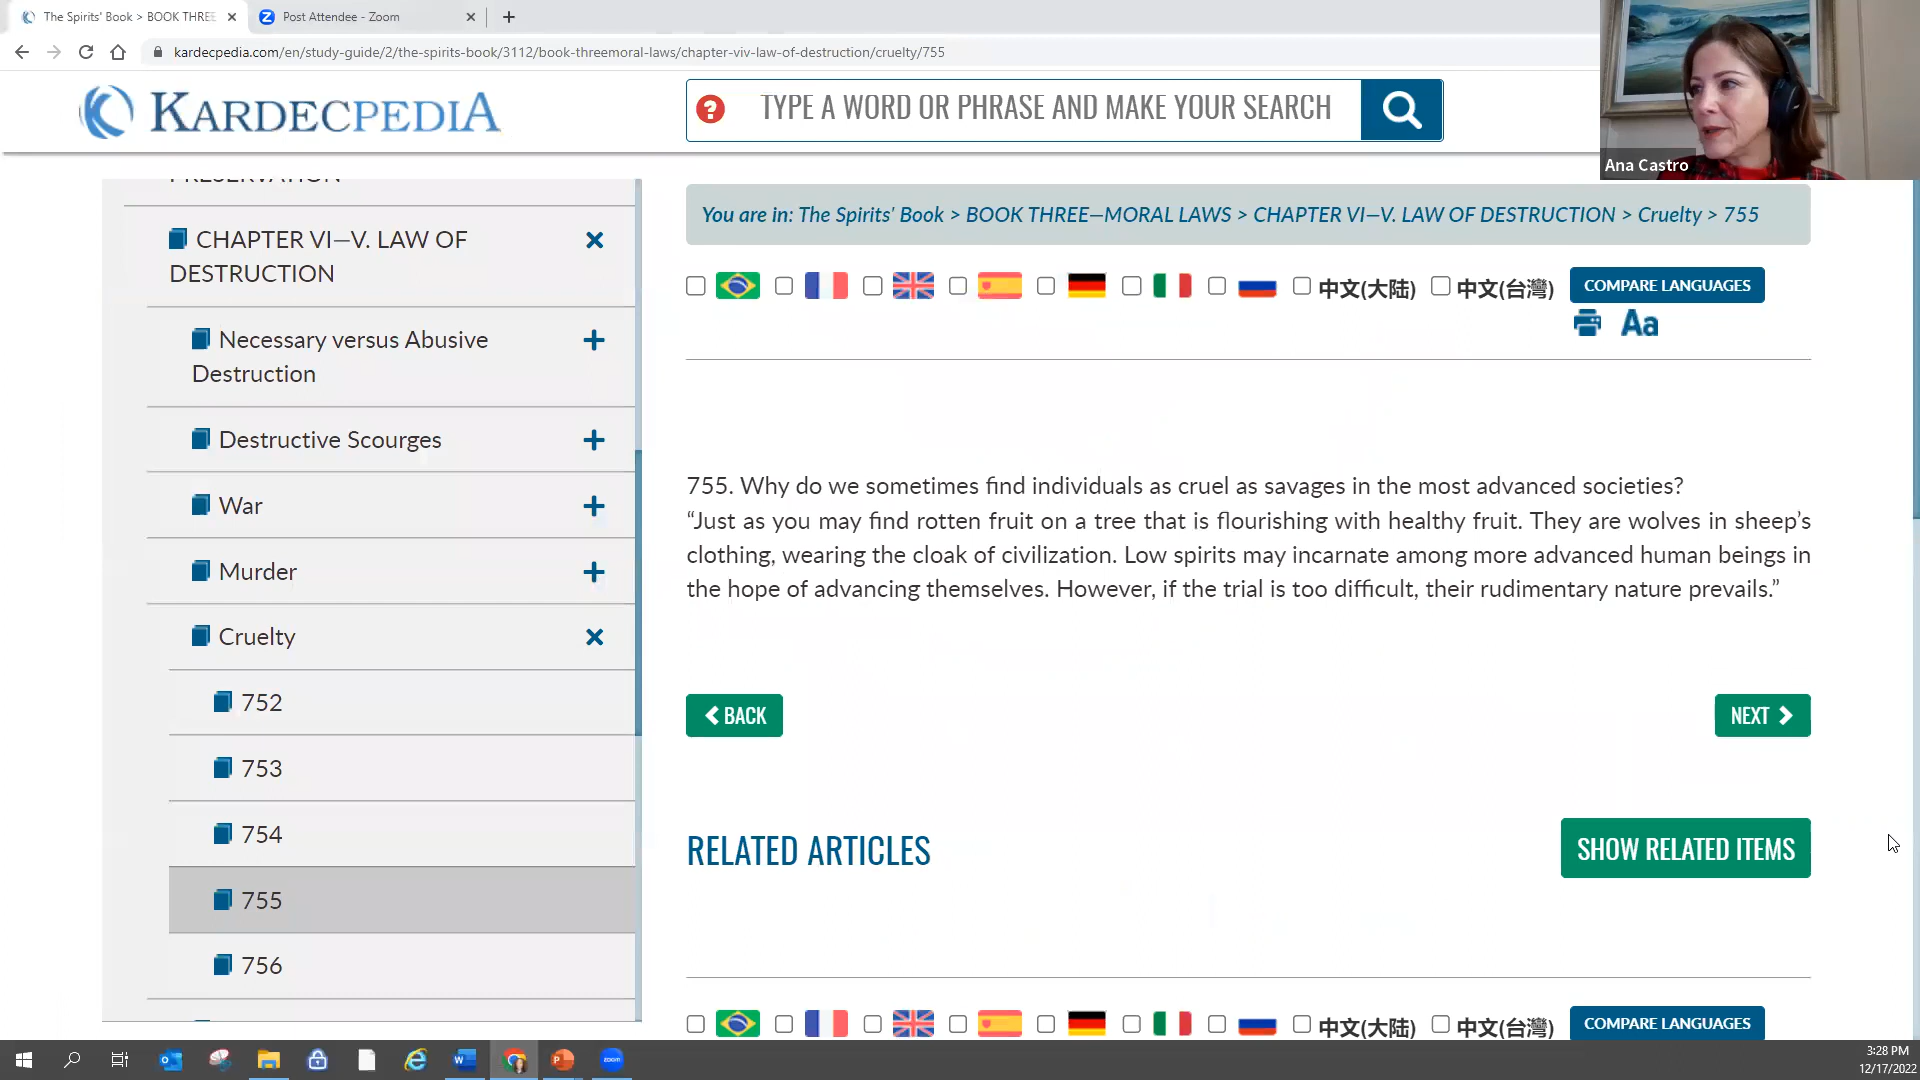 The Spirits' Book > BOOK THREE
Post Attendee - Zoom
kardecpedia.com/en/study-guide/2/the-spirits-book/3112/book-threemoral-laws/chapter-viv-law-of-destruction/cruelty/755
KARDECPEDIA
TYPE A WORD OR PHRASE AND MAKE YOUR SEARCH
Ana Castro
PRESERVATION
CHAPTER VI—V. LAW OF
DESTRUCTION
Necessary versus Abusive
Destruction
Destructive Scourges
War
Murder
Cruelty
752
753
754
755
756
You are in: The Spirits' Book > BOOK THREE—MORAL LAWS > CHAPTER VI—V. LAW OF DESTRUCTION > Cruelty > 755
中文(大陆) 中文(台灣) COMPARE LANGUAGES
Aa
755. Why do we sometimes find individuals as cruel as savages in the most advanced societies?
“Just as you may find rotten fruit on a tree that is flourishing with healthy fruit. They are wolves in sheep’s
clothing, wearing the cloak of civilization. Low spirits may incarnate among more advanced human beings in
the hope of advancing themselves. However, if the trial is too difficult, their rudimentary nature prevails.”
BACK
NEXT
RELATED ARTICLES
SHOW RELATED ITEMS
中文(大陆) 中文(台灣) COMPARE LANGUAGES
3:28 PM
12/17/2022